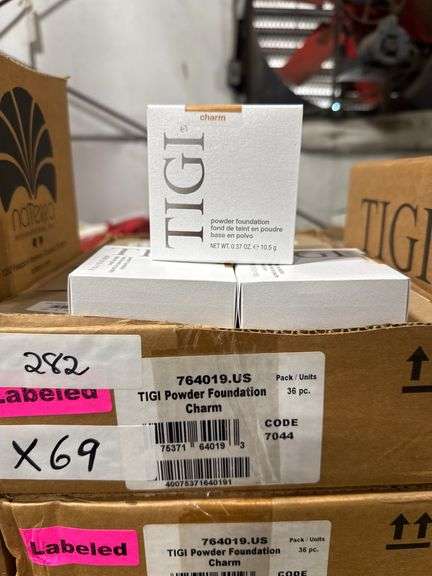 charm
TIGI
powder foundation
fond de teint en poudre
base en polvo
NET WT. 0.37 OZ. ℮ 10.5 g
TIGI
282
Labeled
X69
764019.US
TIGI Powder Foundation
Charm
Pack / Units
36 pc.
CODE
7044
75371 64019 3
40075371640191
Labeled
764019.US
TIGI Powder Foundation
Charm
Pack / Units
36 pc.
CODE